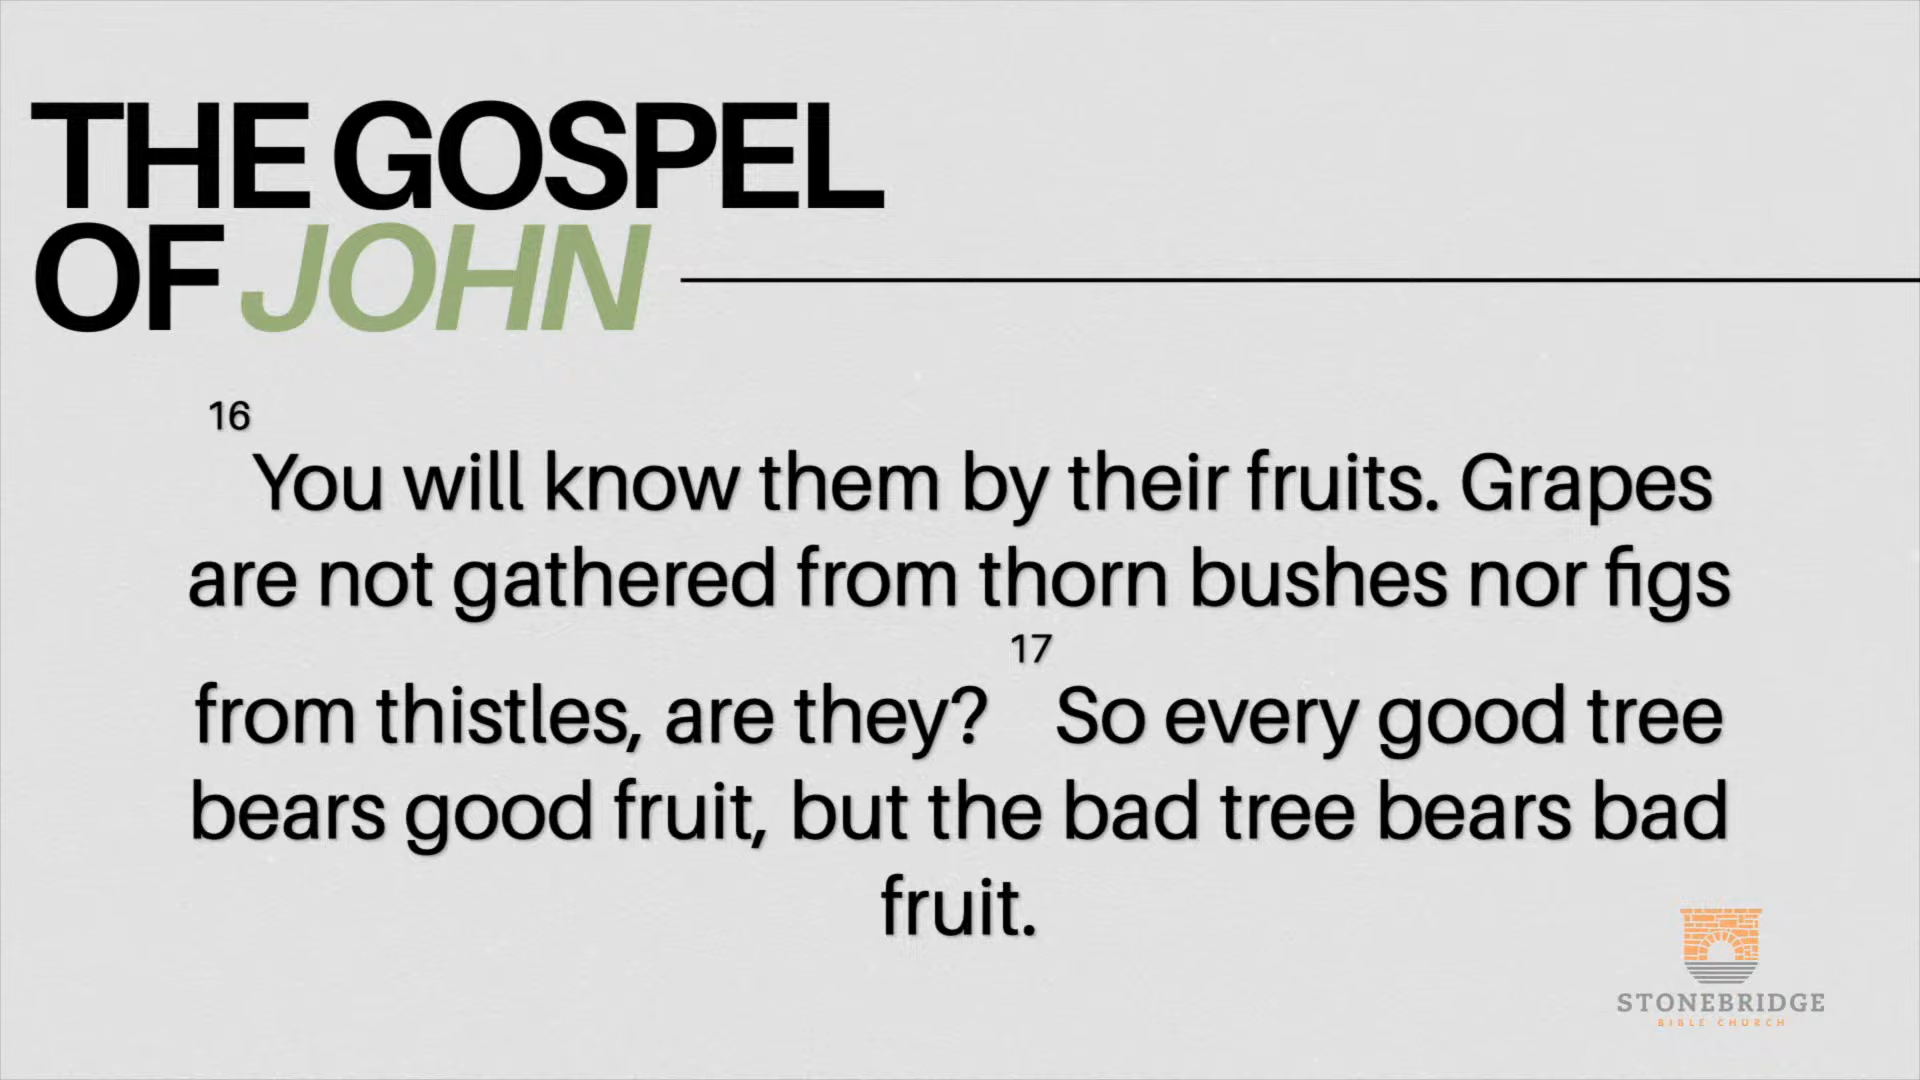 THE GOSPEL
OF JOHN
16
You will know them by their fruits. Grapes
are not gathered from thorn bushes nor figs
from thistles, are they? 17 So every good tree
bears good fruit, but the bad tree bears bad
fruit.
STONEBRIDGE
BIBLE CHURCH